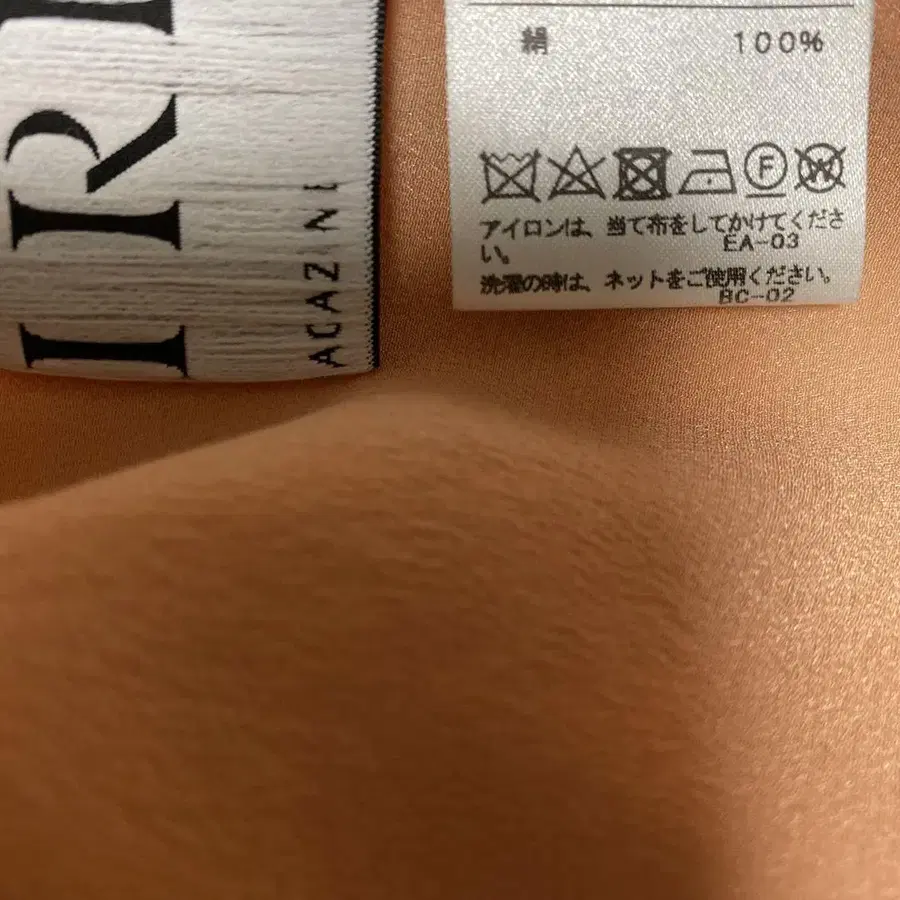 IRI
AGAZINE
絹 100%
F W
アイロンは、当て布をしてかけてくださ
い。 EA-03
洗濯の時は、ネットをご使用ください。
BC-02